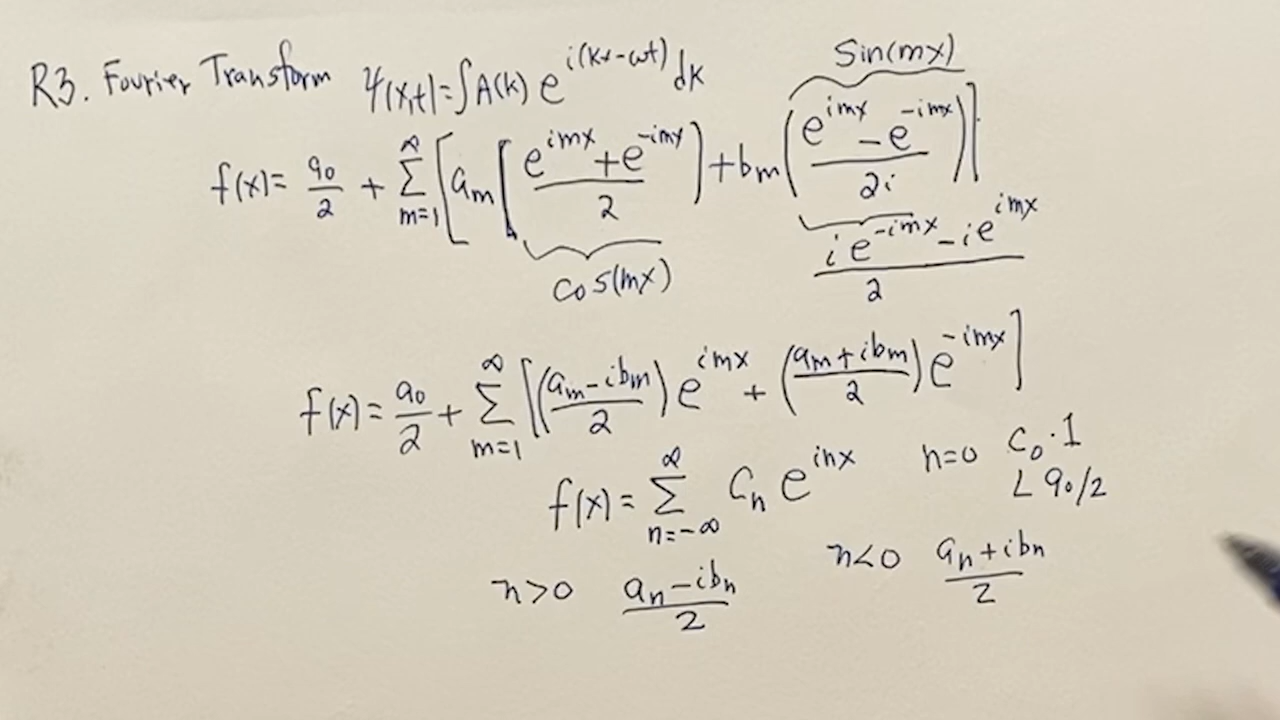 R3. Fourier Transform ψ(x,t) = ∫A(k) e^{i(kx-ωt)} dk
sin(mx)
f(x) = a₀/2 + Σ_{m=1}^{∞} [a_m [(e^{imx} + e^{-imx})/2] + b_m ((e^{imx} - e^{-imx})/2i)]
cos(mx)
(i e^{-imx} - i e^{imx})/2
f(x) = a₀/2 + Σ_{m=1}^{∞} [((a_m - ib_m)/2) e^{imx} + ((a_m + ib_m)/2) e^{-imx}]
f(x) = Σ_{n=-∞}^{∞} C_n e^{inx} n=0 C₀·1
∟ a₀/2
n>0 (a_n - ib_n)/2 n<0 (a_n + ib_n)/2